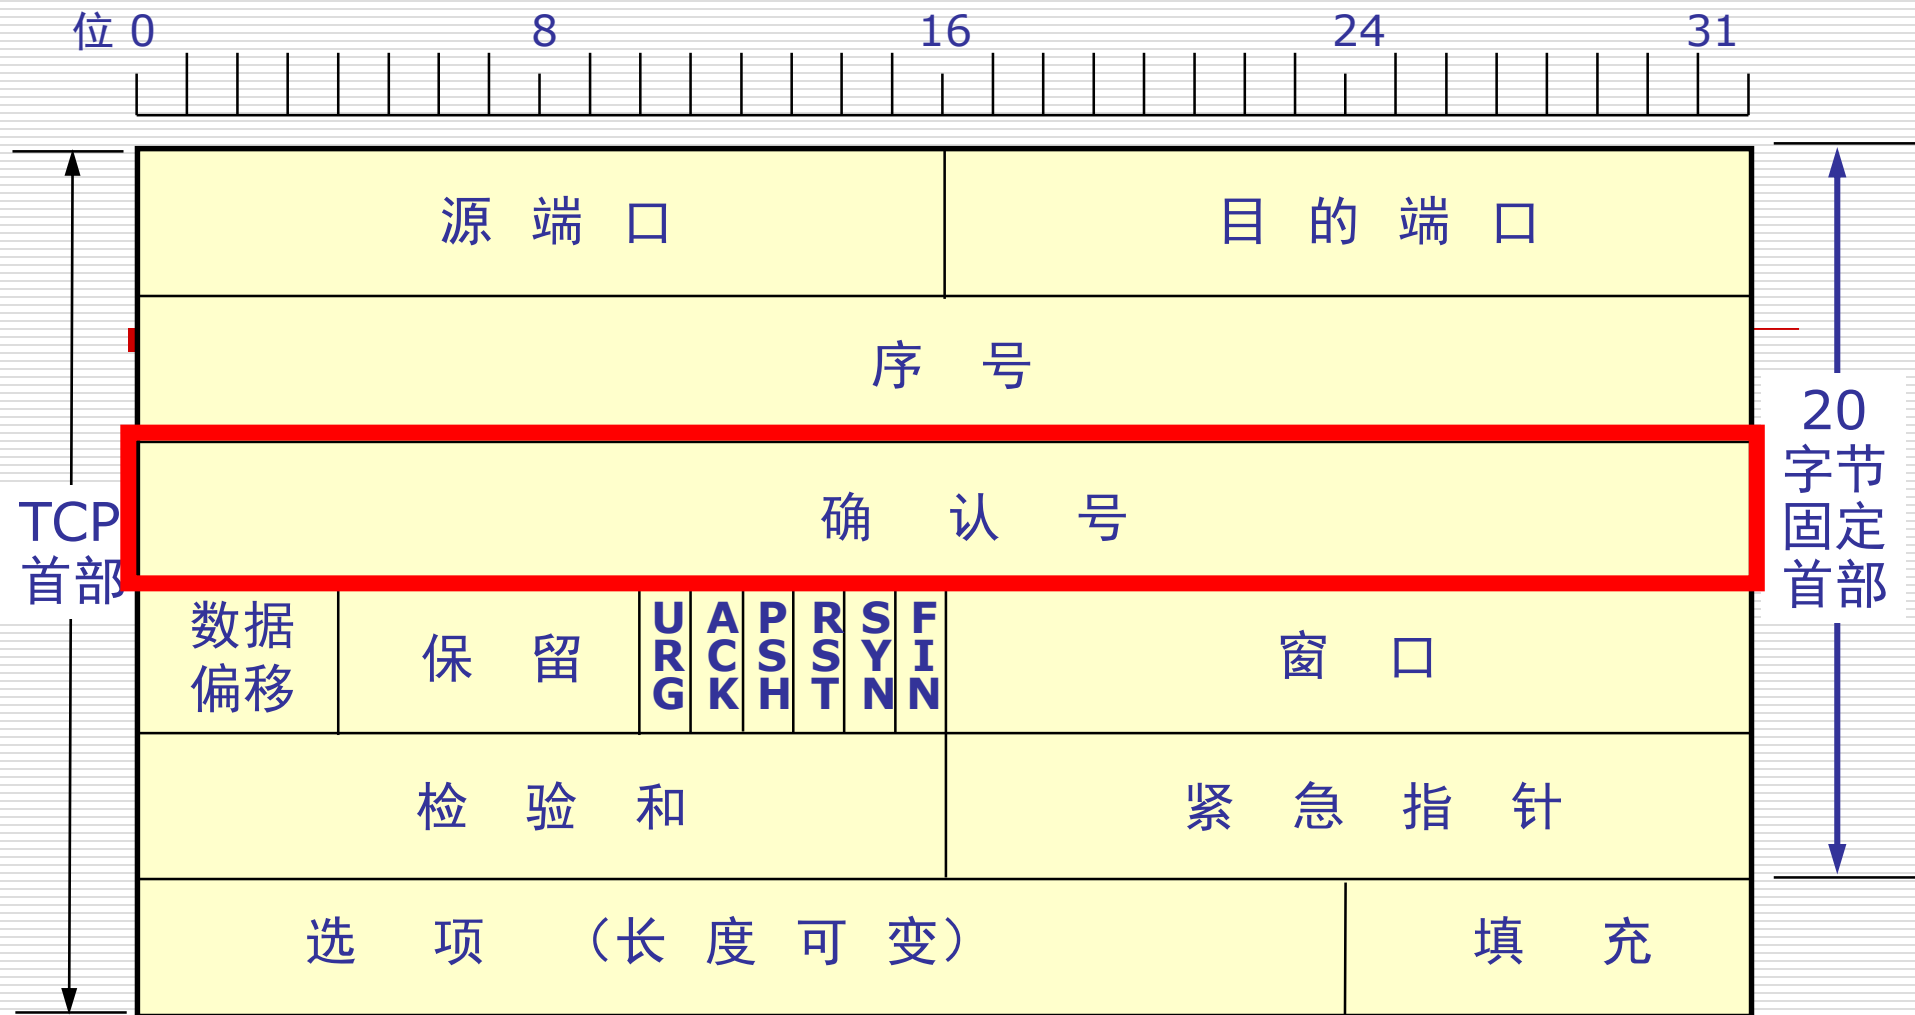 位 0 8 16 24 31
源 端 口 目 的 端 口
序 号
确 认 号
TCP
首部
20
字节
固定
首部
数据
偏移
保 留
URG
ACK
PSH
RST
SYN
FIN
窗 口
检 验 和 紧 急 指 针
选 项 （长 度 可 变） 填 充